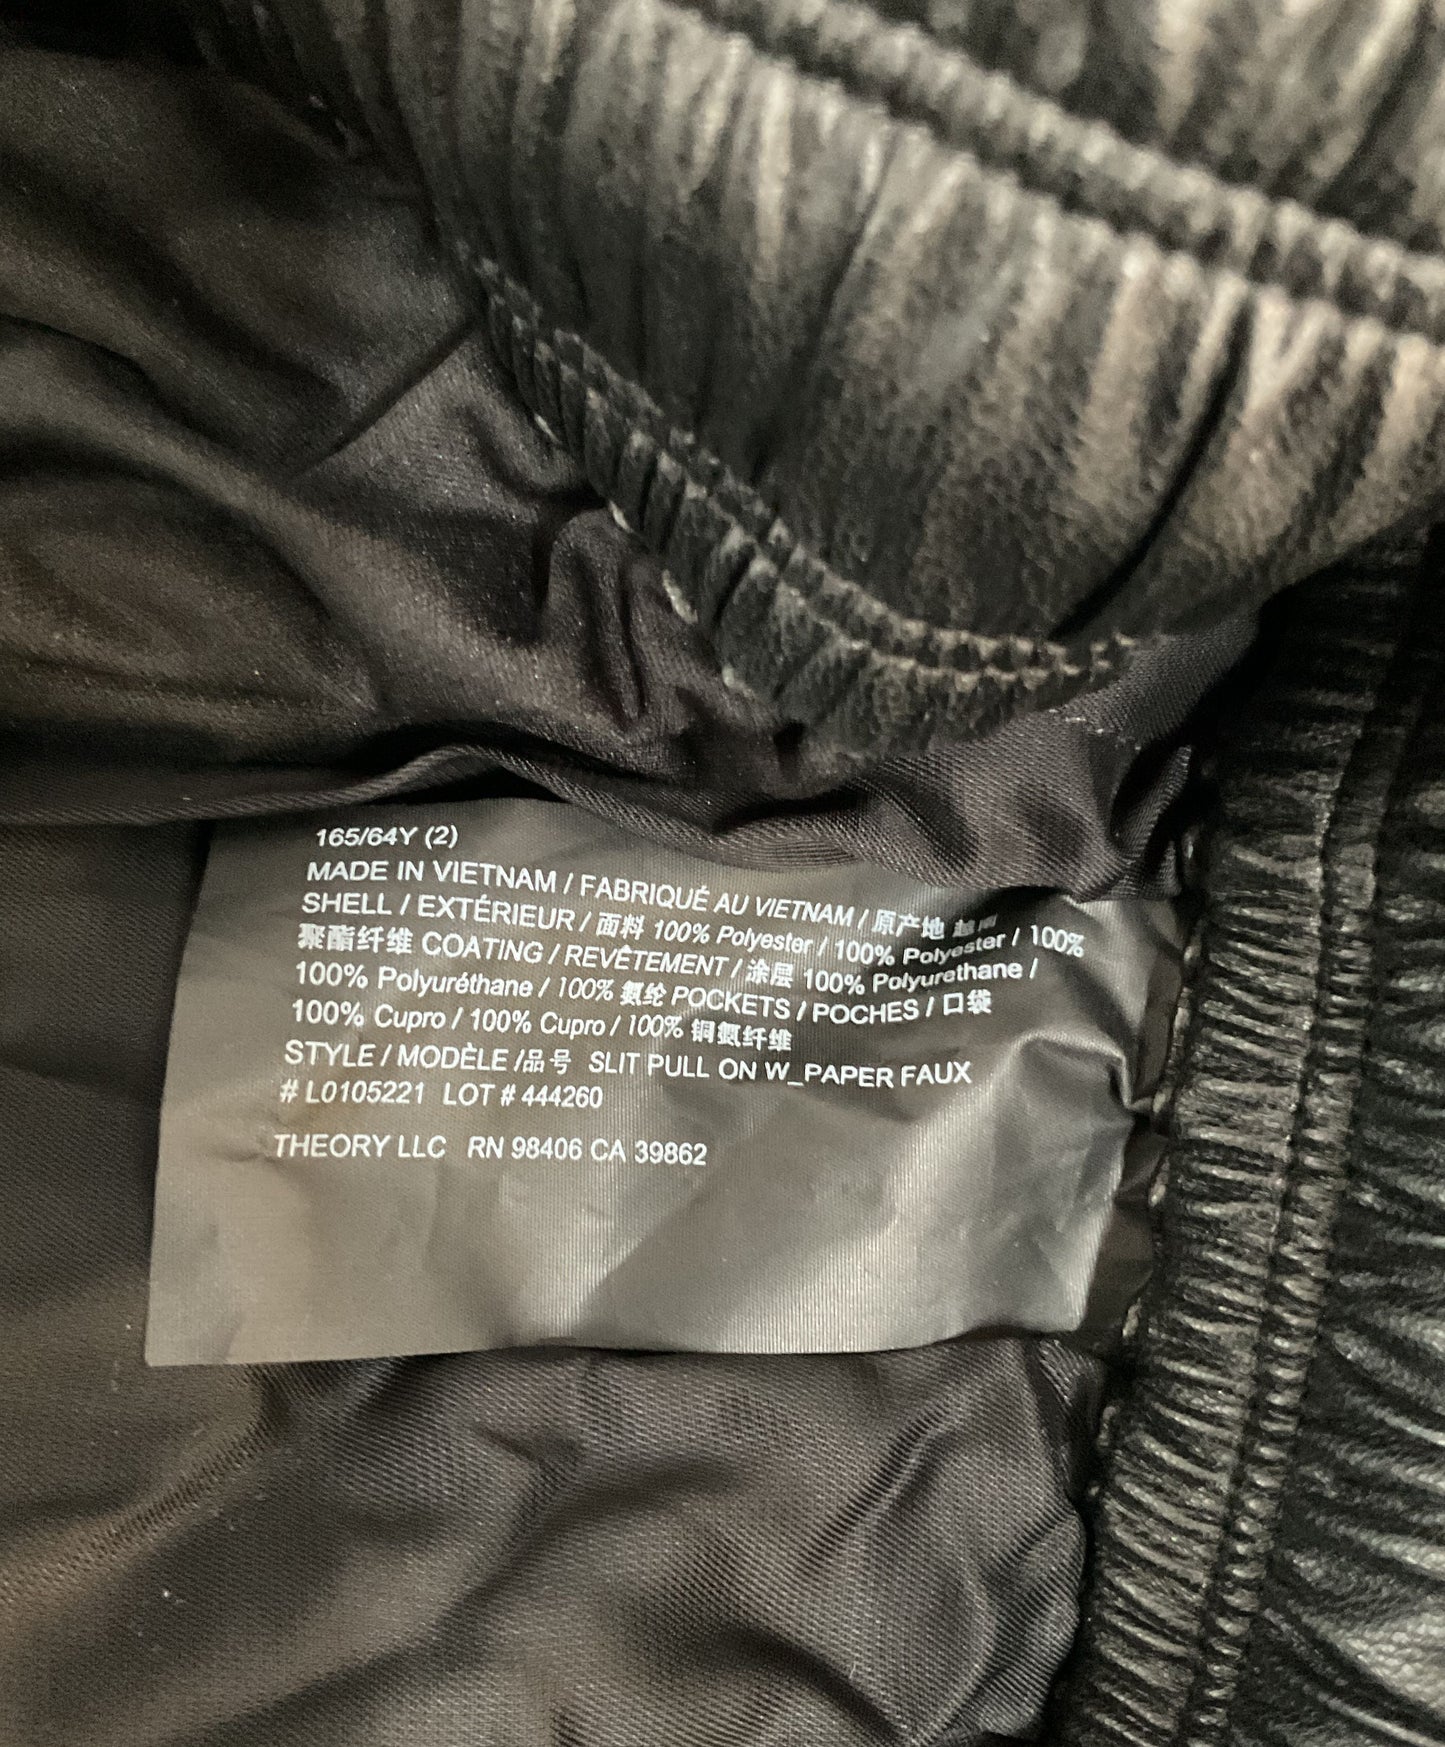 165/64Y (2)
MADE IN VIETNAM / FABRIQUÉ AU VIETNAM / 原产地 越南
SHELL / EXTÉRIEUR / 面料 100% Polyester / 100% Polyester / 100%
聚酯纤维 COATING / REVÊTEMENT / 涂层 100% Polyurethane /
100% Polyuréthane / 100% 氨纶 POCKETS / POCHES / 口袋
100% Cupro / 100% Cupro / 100% 铜氨纤维
STYLE / MODÈLE /品号 SLIT PULL ON W_PAPER FAUX
# L0105221 LOT # 444260
THEORY LLC RN 98406 CA 39862